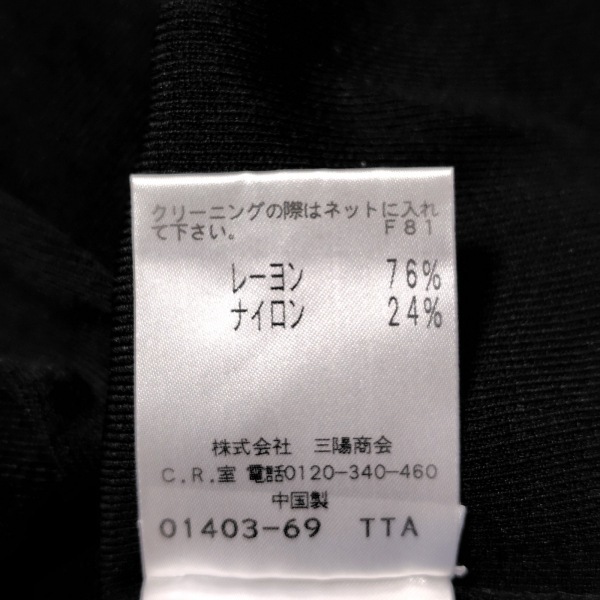 クリーニングの際はネットに入れ
て下さい。 F81
レーヨン 76%
ナイロン 24%
株式会社 三陽商会
C.R.室 電話0120-340-460
中国製
01403-69 TTA